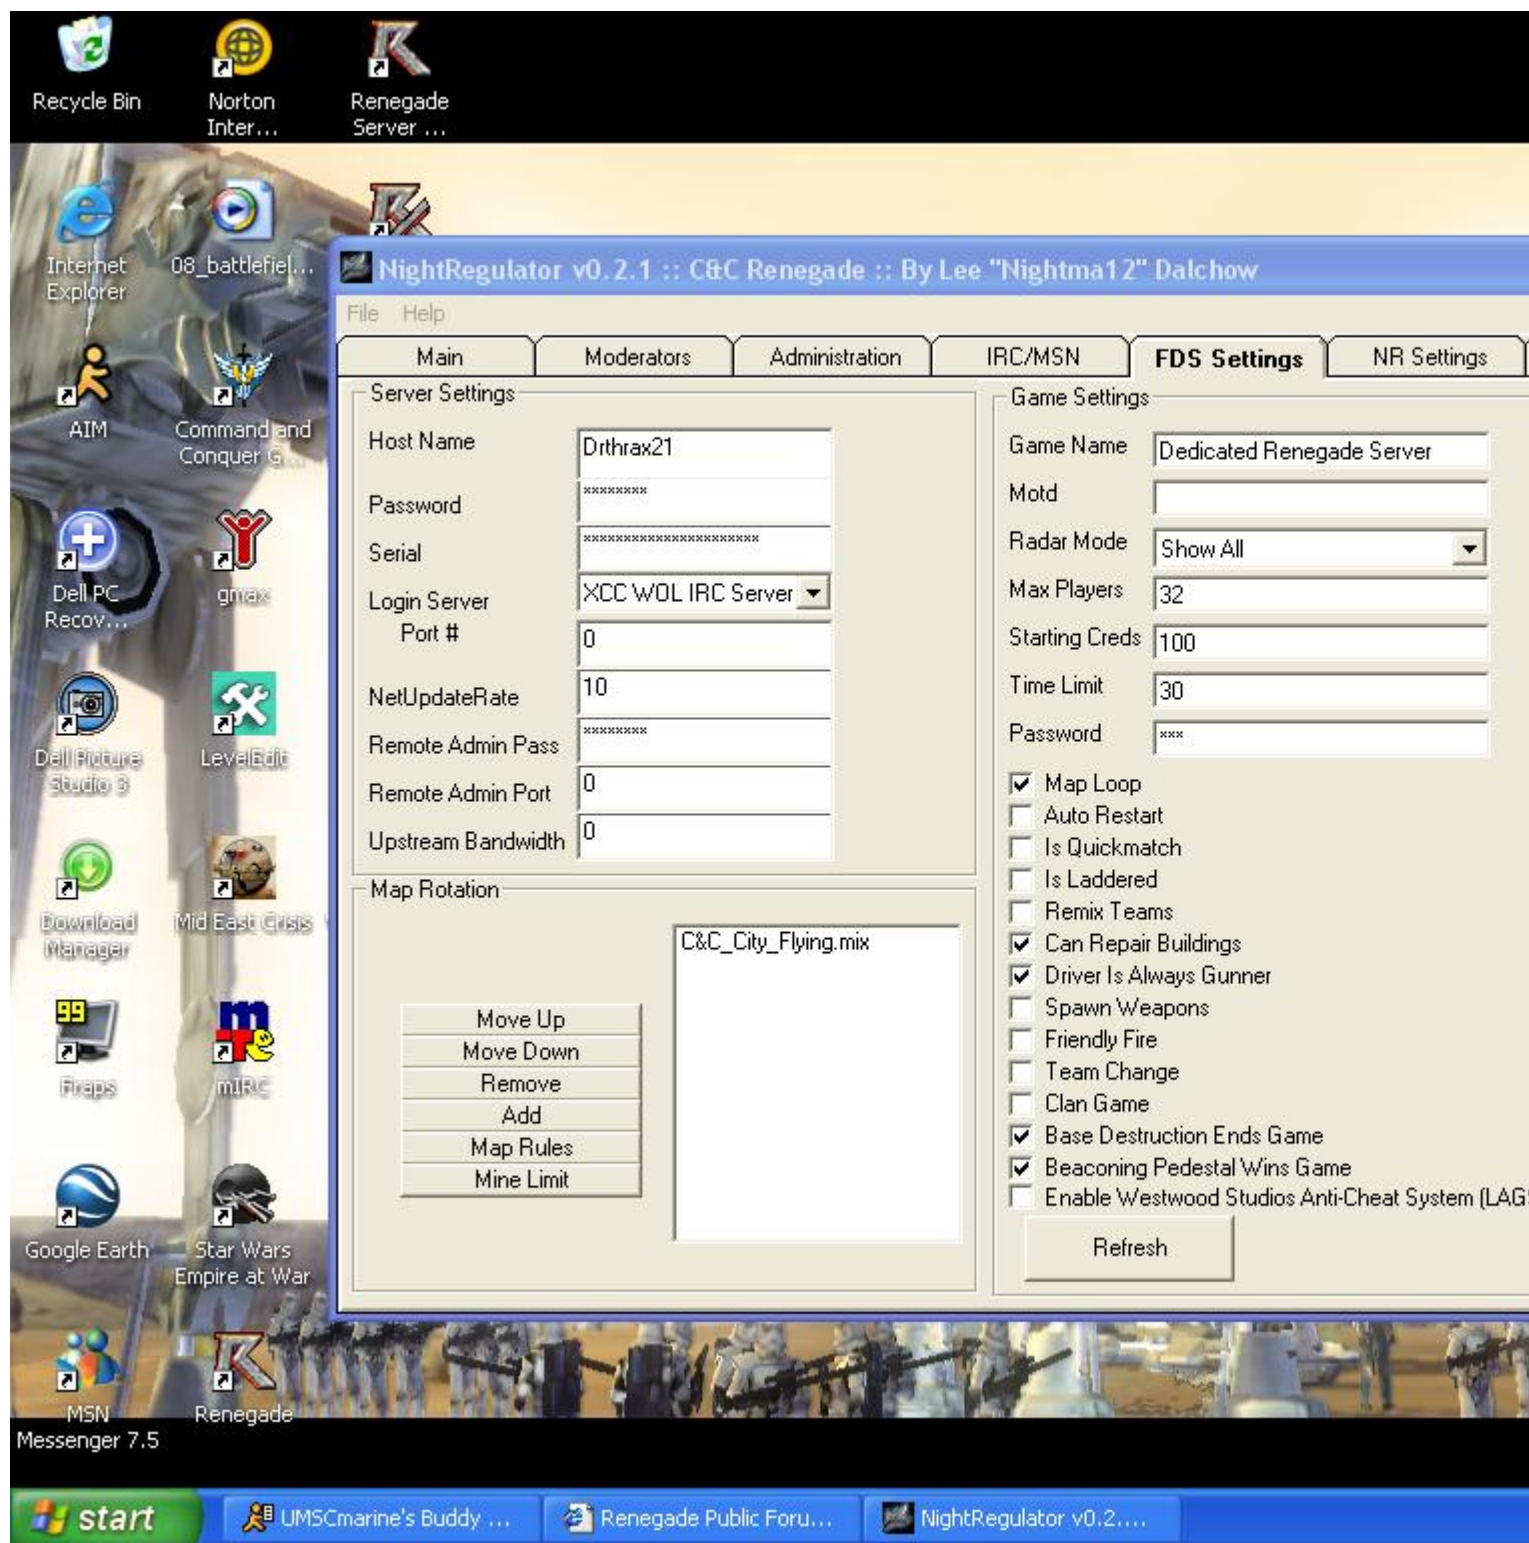 Recycle Bin
Norton
Inter...
Renegade
Server ...
Internet
Explorer
08_battlefiel...
AIM
Command and
Conquer G...
Dell PC
Recov...
gmax
Dell Picture
Studio 3
LevelEdit
Download
Manager
Mid East Crisis
99
Fraps
mIRC
Google Earth
Star Wars
Empire at War
MSN
Messenger 7.5
Renegade
NightRegulator v0.2.1 :: C&C Renegade :: By Lee "Nightma12" Dalchow
File Help
Main Moderators Administration IRC/MSN FDS Settings NR Settings
Server Settings
Host Name Drthrax21
Password ********
Serial **********************
Login Server XCC WOL IRC Server
Port # 0
NetUpdateRate 10
Remote Admin Pass ********
Remote Admin Port 0
Upstream Bandwidth 0
Map Rotation
C&C_City_Flying.mix
Move Up
Move Down
Remove
Add
Map Rules
Mine Limit
Game Settings
Game Name Dedicated Renegade Server
Motd
Radar Mode Show All
Max Players 32
Starting Creds 100
Time Limit 30
Password ***
Map Loop
Auto Restart
Is Quickmatch
Is Laddered
Remix Teams
Can Repair Buildings
Driver Is Always Gunner
Spawn Weapons
Friendly Fire
Team Change
Clan Game
Base Destruction Ends Game
Beaconing Pedestal Wins Game
Enable Westwood Studios Anti-Cheat System (LAG
Refresh
start
UMSCmarine's Buddy ...
Renegade Public Foru...
NightRegulator v0.2....